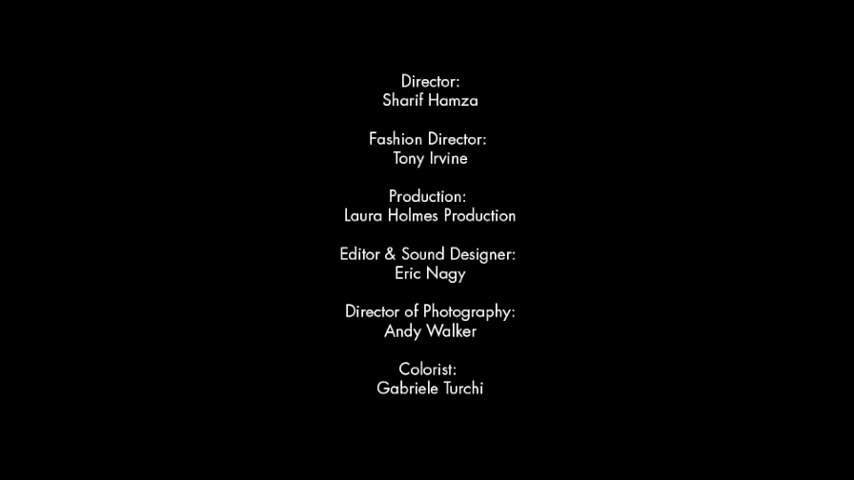 Director:
Sharif Hamza
Fashion Director:
Tony Irvine
Production:
Laura Holmes Production
Editor & Sound Designer:
Eric Nagy
Director of Photography:
Andy Walker
Colorist:
Gabriele Turchi